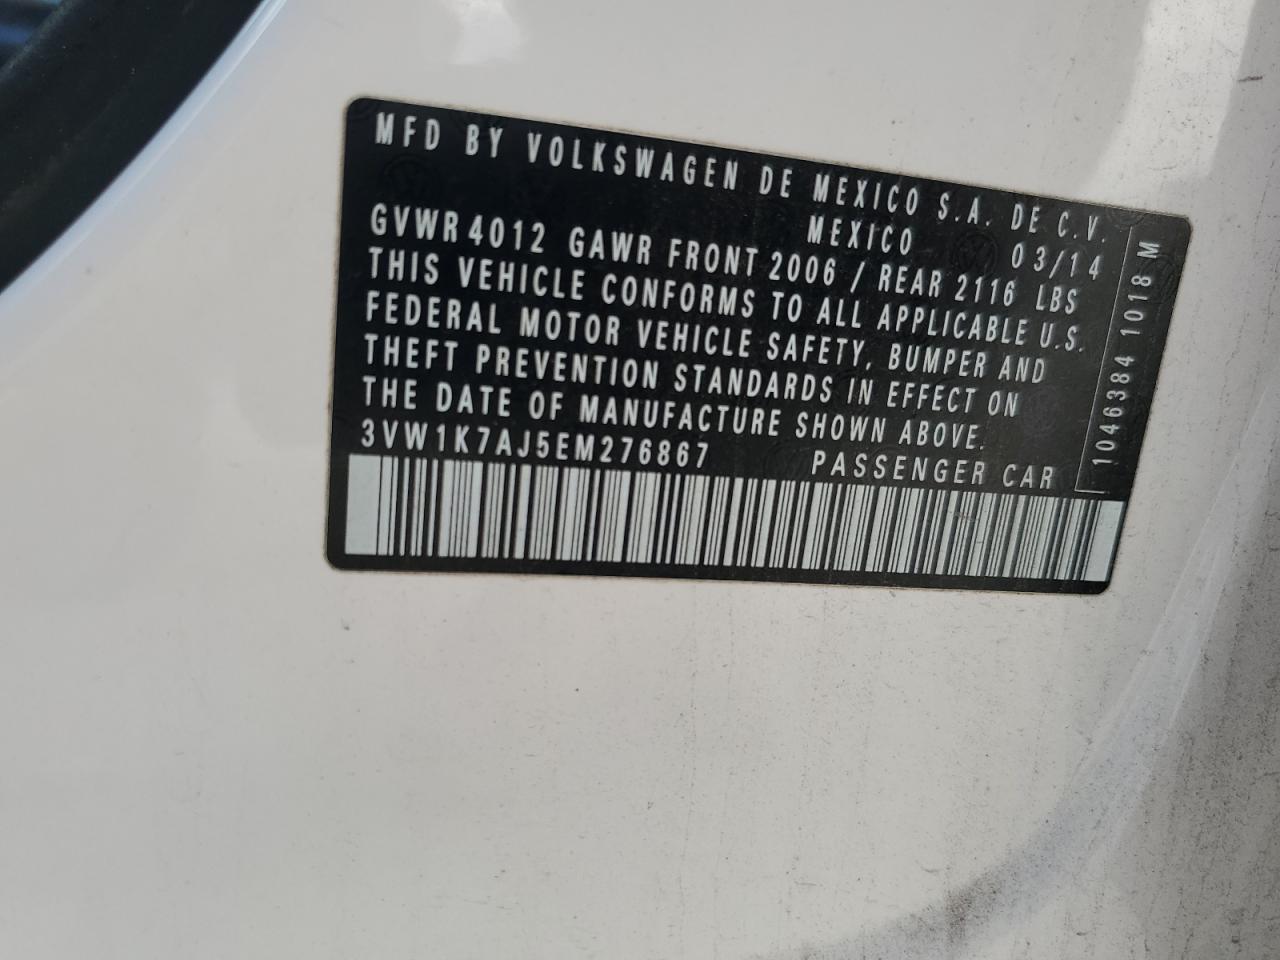 MFD BY VOLKSWAGEN DE MEXICO S.A. DE C.V.
MEXICO 03/14
GVWR 4012 GAWR FRONT 2006 / REAR 2116 LBS
THIS VEHICLE CONFORMS TO ALL APPLICABLE U.S.
FEDERAL MOTOR VEHICLE SAFETY, BUMPER AND
THEFT PREVENTION STANDARDS IN EFFECT ON
THE DATE OF MANUFACTURE SHOWN ABOVE.
3VW1K7AJ5EM276867 PASSENGER CAR
1046384 1018 M